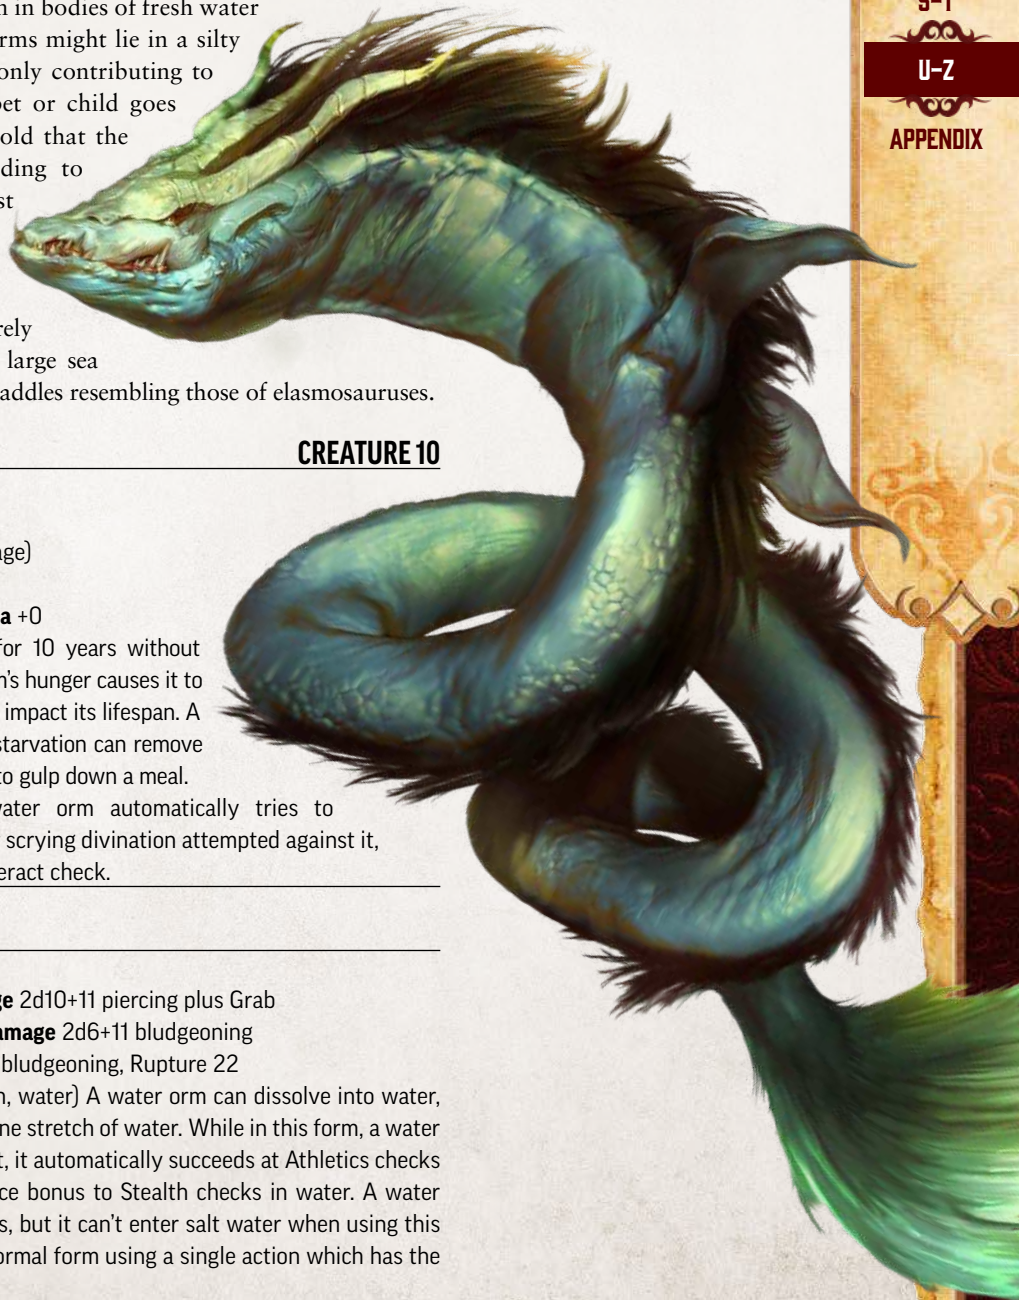 n in bodies of fresh water
rms might lie in a silty
only contributing to
pet or child goes
old that the
ding to
st
rely
large sea
addles resembling those of elasmosauruses.
CREATURE 10
age)
a +0
for 10 years without
n’s hunger causes it to
impact its lifespan. A
starvation can remove
to gulp down a meal.
water orm automatically tries to
scrying divination attempted against it,
eract check.
ge 2d10+11 piercing plus Grab
amage 2d6+11 bludgeoning
bludgeoning, Rupture 22
n, water) A water orm can dissolve into water,
ne stretch of water. While in this form, a water
t, it automatically succeeds at Athletics checks
ce bonus to Stealth checks in water. A water
s, but it can’t enter salt water when using this
ormal form using a single action which has the
S–T
U–Z
APPENDIX